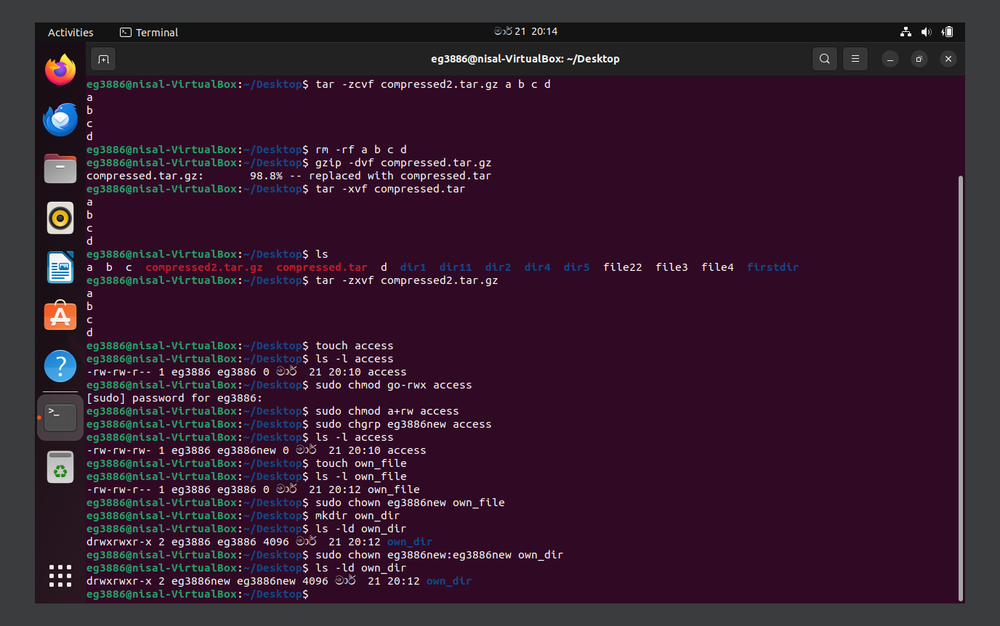 Activities Terminal මාර් 21 20:14
eg3886@nisal-VirtualBox: ~/Desktop
eg3886@nisal-VirtualBox:~/Desktop$ tar -zcvf compressed2.tar.gz a b c d
a
b
c
d
eg3886@nisal-VirtualBox:~/Desktop$ rm -rf a b c d
eg3886@nisal-VirtualBox:~/Desktop$ gzip -dvf compressed.tar.gz
compressed.tar.gz:       98.8% -- replaced with compressed.tar
eg3886@nisal-VirtualBox:~/Desktop$ tar -xvf compressed.tar
a
b
c
d
eg3886@nisal-VirtualBox:~/Desktop$ ls
a  b  c  compressed2.tar.gz  compressed.tar  d  dir1  dir11  dir2  dir4  dir5  file22  file3  file4  firstdir
eg3886@nisal-VirtualBox:~/Desktop$ tar -zxvf compressed2.tar.gz
a
b
c
d
eg3886@nisal-VirtualBox:~/Desktop$ touch access
eg3886@nisal-VirtualBox:~/Desktop$ ls -l access
-rw-rw-r-- 1 eg3886 eg3886 0 මාර්  21 20:10 access
eg3886@nisal-VirtualBox:~/Desktop$ sudo chmod go-rwx access
[sudo] password for eg3886:
eg3886@nisal-VirtualBox:~/Desktop$ sudo chmod a+rw access
eg3886@nisal-VirtualBox:~/Desktop$ sudo chgrp eg3886new access
eg3886@nisal-VirtualBox:~/Desktop$ ls -l access
-rw-rw-rw- 1 eg3886 eg3886new 0 මාර්  21 20:10 access
eg3886@nisal-VirtualBox:~/Desktop$ touch own_file
eg3886@nisal-VirtualBox:~/Desktop$ ls -l own_file
-rw-rw-r-- 1 eg3886 eg3886 0 මාර්  21 20:12 own_file
eg3886@nisal-VirtualBox:~/Desktop$ sudo chown eg3886new own_file
eg3886@nisal-VirtualBox:~/Desktop$ mkdir own_dir
eg3886@nisal-VirtualBox:~/Desktop$ ls -ld own_dir
drwxrwxr-x 2 eg3886 eg3886 4096 මාර්  21 20:12 own_dir
eg3886@nisal-VirtualBox:~/Desktop$ sudo chown eg3886new:eg3886new own_dir
eg3886@nisal-VirtualBox:~/Desktop$ ls -ld own_dir
drwxrwxr-x 2 eg3886new eg3886new 4096 මාර්  21 20:12 own_dir
eg3886@nisal-VirtualBox:~/Desktop$